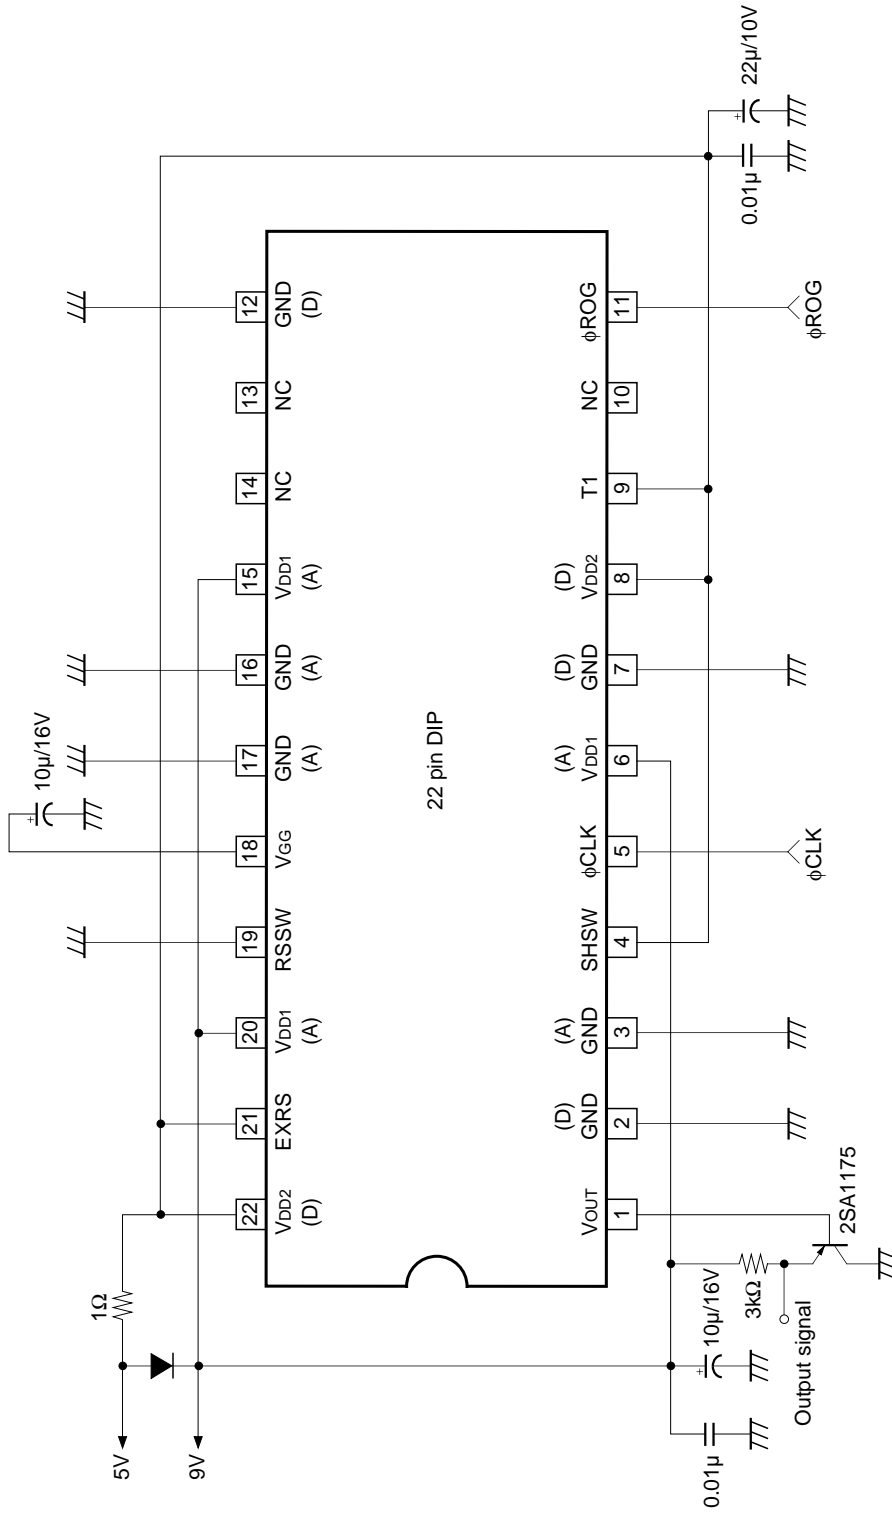 5V
9V
1Ω
10µ/16V
22µ/10V
0.01µ
22
21
20
19
18
17
16
15
14
13
12
VDD2
(D)
EXRS
VDD1
(A)
RSSW
VGG
GND
(A)
GND
(A)
VDD1
(A)
NC
NC
GND
(D)
22 pin DIP
VOUT
(D)
GND
(A)
GND
SHSW
ϕCLK
(A)
VDD1
(D)
GND
(D)
VDD2
T1
NC
ϕROG
1
2
3
4
5
6
7
8
9
10
11
0.01µ
10µ/16V
3kΩ
Output signal
2SA1175
ϕCLK
ϕROG
+
+
+